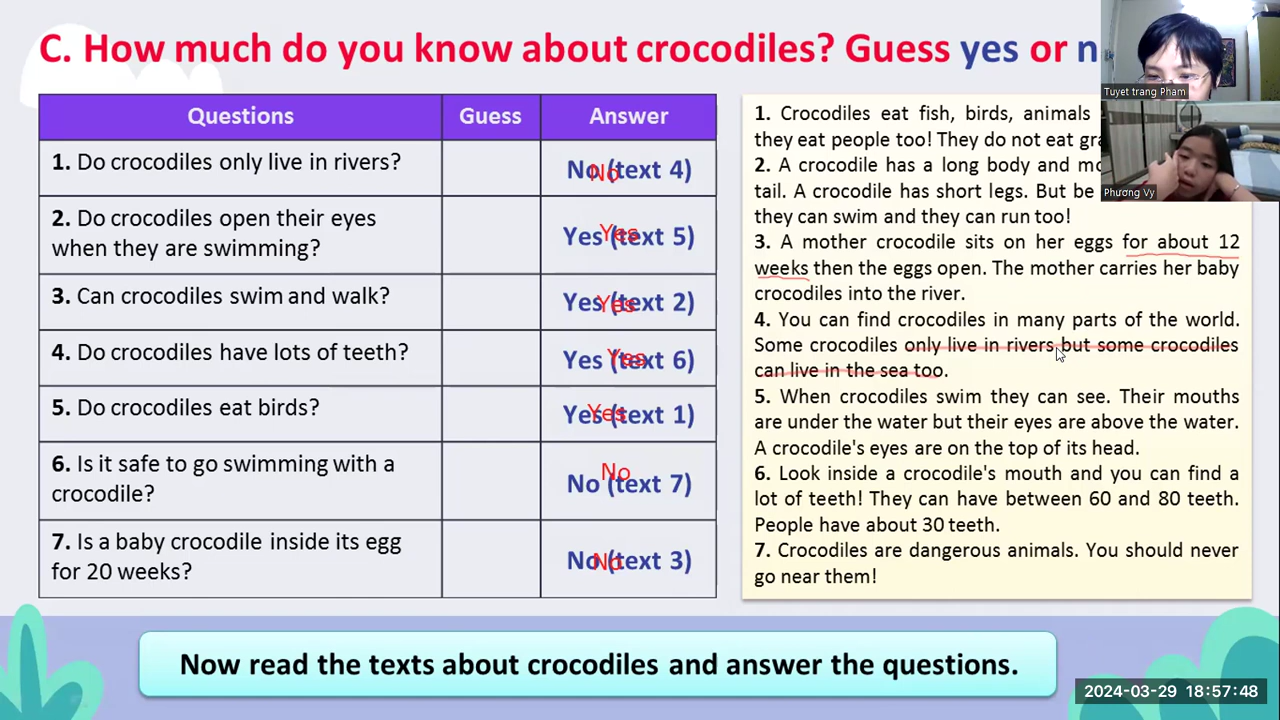 C. How much do you know about crocodiles? Guess yes or n
Tuyet trang Pham
Phương Vy
Questions Guess Answer
1. Do crocodiles only live in rivers?
No (text 4)
No
2. Do crocodiles open their eyes
when they are swimming?
Yes (text 5)
Yes
3. Can crocodiles swim and walk?
Yes (text 2)
Yes
4. Do crocodiles have lots of teeth?
Yes (text 6)
Yes
5. Do crocodiles eat birds?
Yes (text 1)
Yes
6. Is it safe to go swimming with a
crocodile?
No (text 7)
No
7. Is a baby crocodile inside its egg
for 20 weeks?
No (text 3)
No
1. Crocodiles eat fish, birds, animals
they eat people too! They do not eat gra
2. A crocodile has a long body and mo
tail. A crocodile has short legs. But be
they can swim and they can run too!
3. A mother crocodile sits on her eggs for about 12
weeks then the eggs open. The mother carries her baby
crocodiles into the river.
4. You can find crocodiles in many parts of the world.
Some crocodiles only live in rivers but some crocodiles
can live in the sea too.
5. When crocodiles swim they can see. Their mouths
are under the water but their eyes are above the water.
A crocodile's eyes are on the top of its head.
6. Look inside a crocodile's mouth and you can find a
lot of teeth! They can have between 60 and 80 teeth.
People have about 30 teeth.
7. Crocodiles are dangerous animals. You should never
go near them!
Now read the texts about crocodiles and answer the questions.
2024-03-29 18:57:48